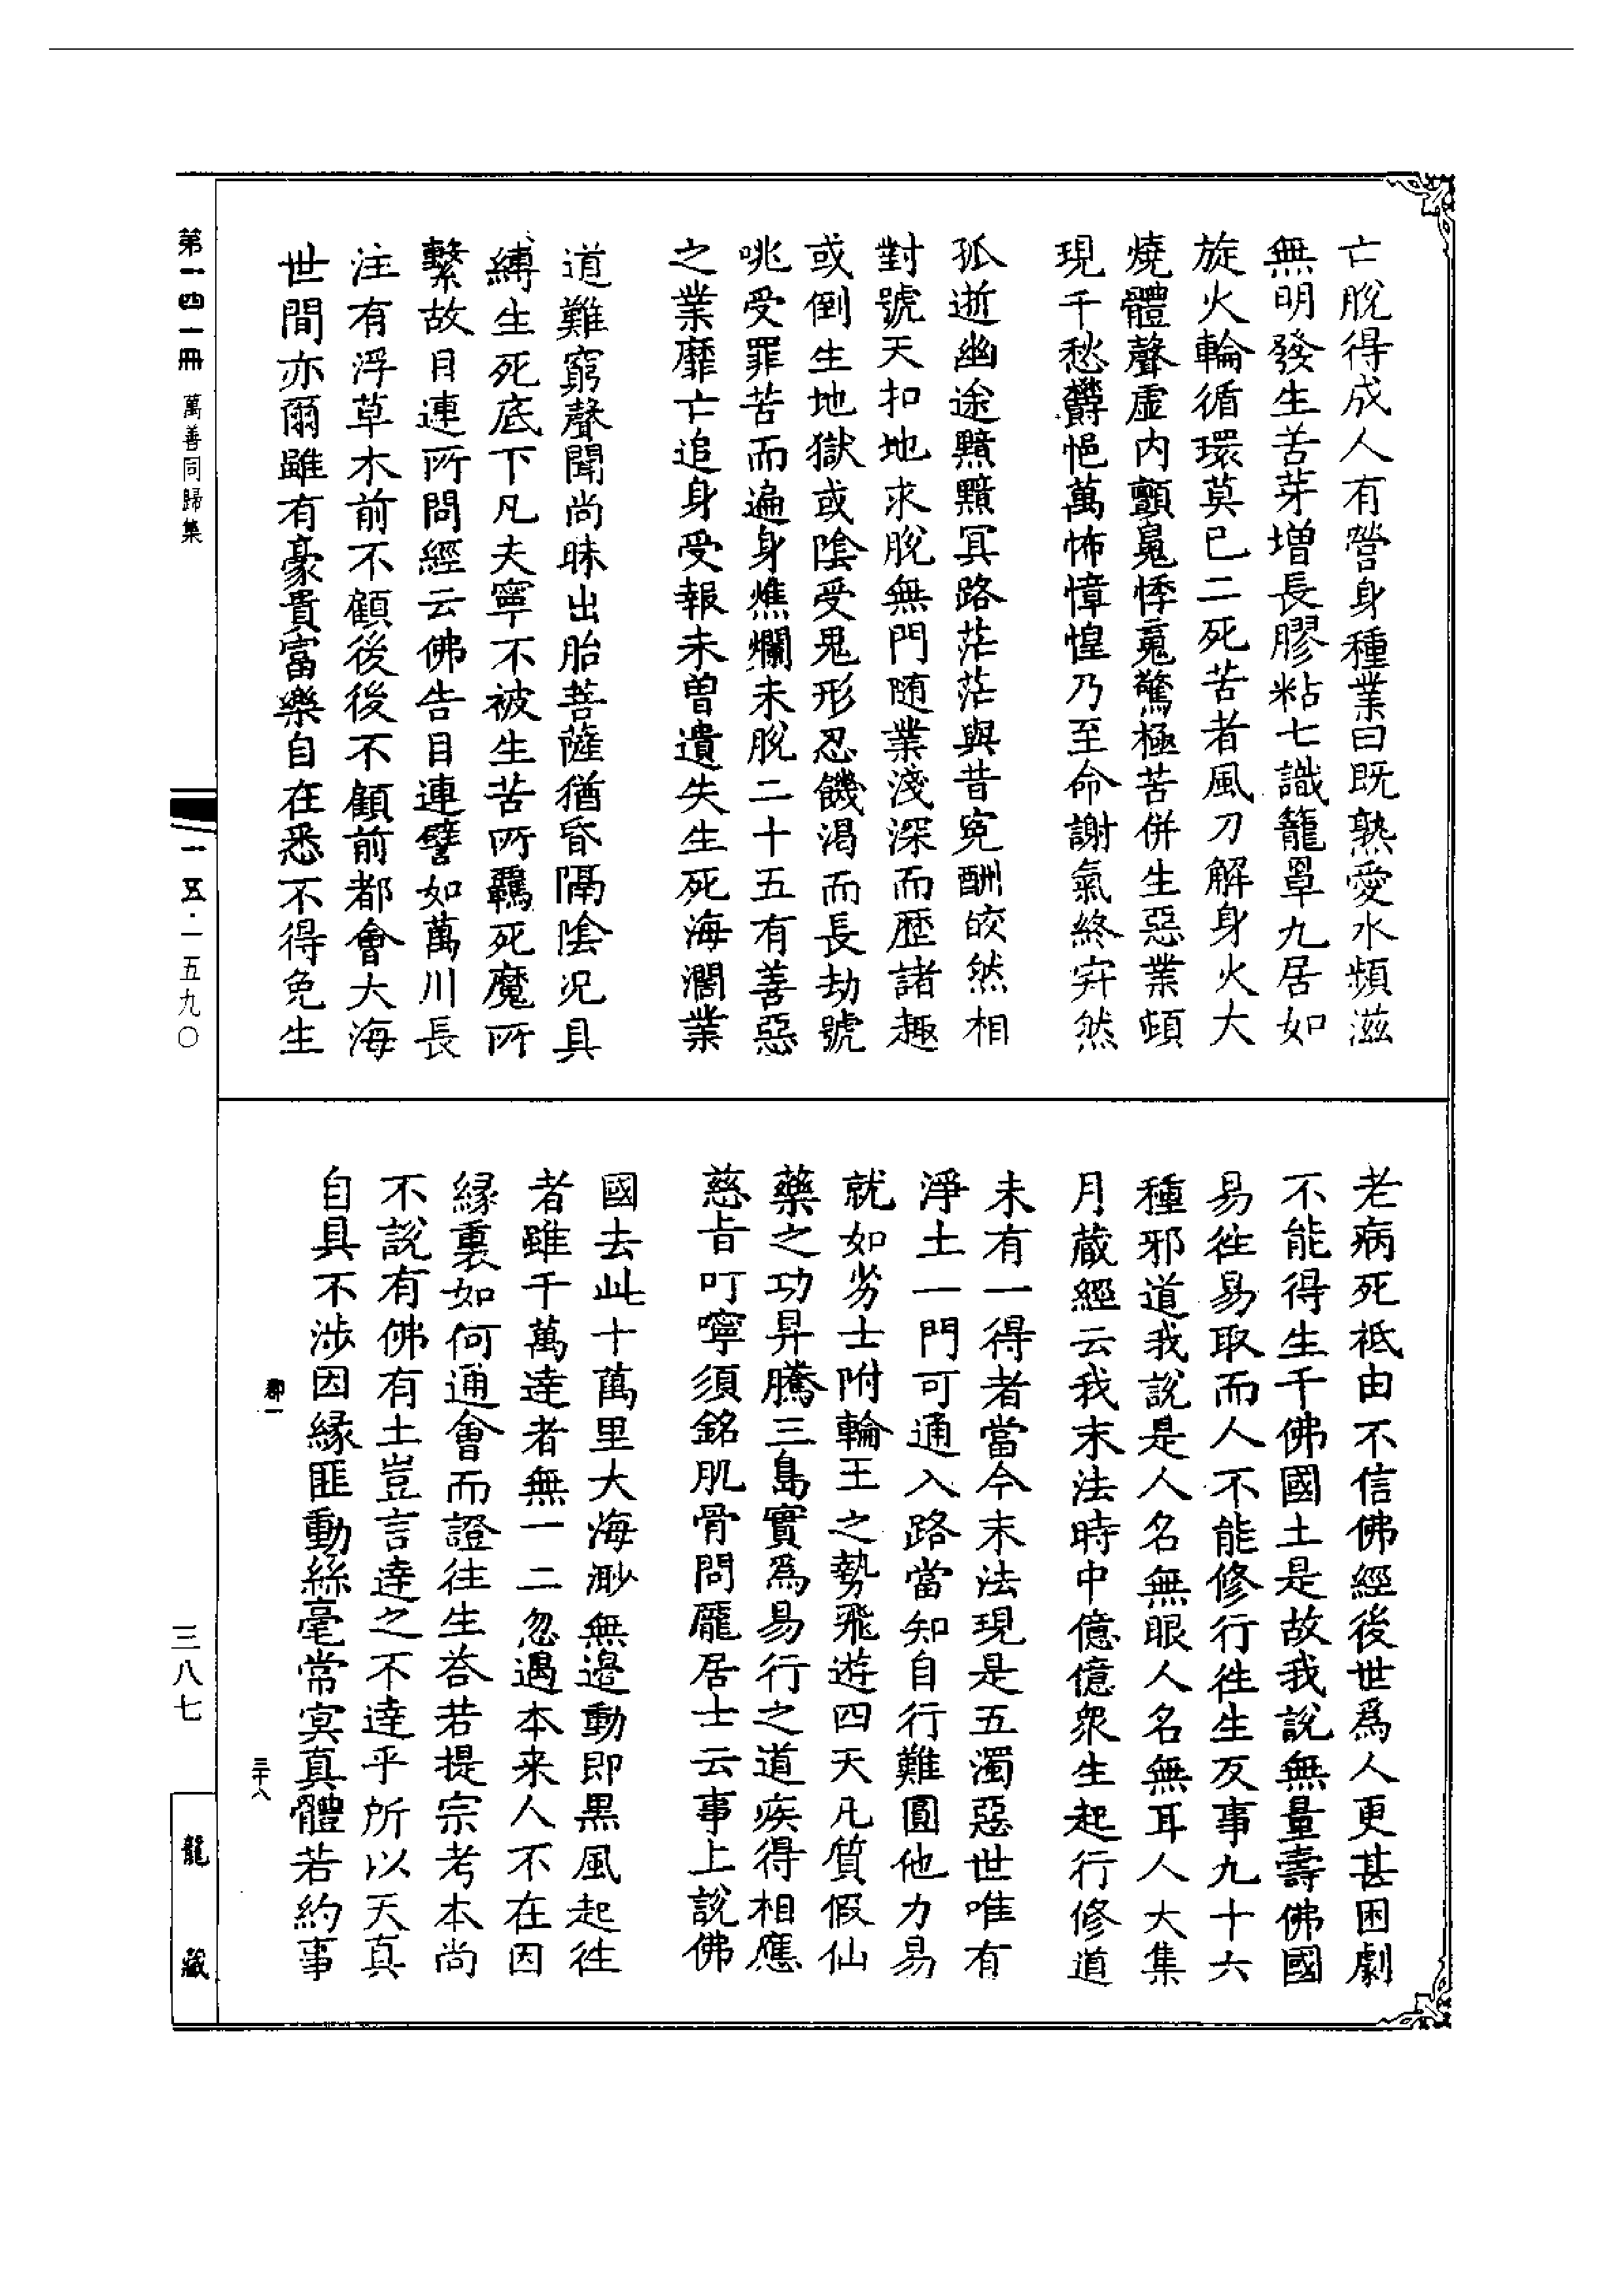 亡脫得成人有營身種業曰既熟愛水頻滋
無明發生苦芽增長膠粘七識籠罩九居如
旋火輪循環莫已二死苦者風刀解身火大
燒體聲虛內顫魄悸魂驚極苦併生惡業頓
現千愁欝悒萬怖慞惶乃至命謝氣終穽然
孤逝幽途黯黯冥路茫茫與昔寃酬皎然相
對號天扣地求脫無門隨業淺深而歷諸趣
或倒生地獄或陰受鬼形忍饑渴而長劫號
咷受罪苦而遍身燋爛未脫二十五有善惡
之業靡亡追身受報未曾遺失生死海濶業
道難窮聲聞尚昧出胎菩薩猶昏隔陰况具
縛生死底下凡夫寧不被生苦所羈死魔所
繫故目連所問經云佛告目連譬如萬川長
注有浮草木前不顧後後不顧前都會大海
世間亦爾雖有豪貴富樂自在悉不得免生
老病死祇由不信佛經後世爲人更甚困劇
不能得生千佛國土是故我說無量壽佛國
易徃易取而人不能修行徃生反事九十六
種邪道我說是人名無眼人名無耳人大集
月藏經云我末法時中億億衆生起行修道
未有一得者當今末法現是五濁惡世唯有
淨土一門可通入路當知自行難圓他力易
就如劣士附輪王之勢飛遊四天凡質假仙
藥之功昇騰三島實爲易行之道疾得相應
慈旨叮嚀須銘肌骨問龎居士云事上說佛
國去此十萬里大海渺無邊動即黑風起徃
者雖千萬達者無一二忽遇本来人不在因
緣裏如何通會而證往生荅若提宗考本尚
不說有佛有土豈言達之不達乎所以天真
自具不涉因緣匪動絲毫常冥真體若約事
郡一
三十八
第一四一冊
萬善同歸集
一一五·一五九〇
三八七
龍藏